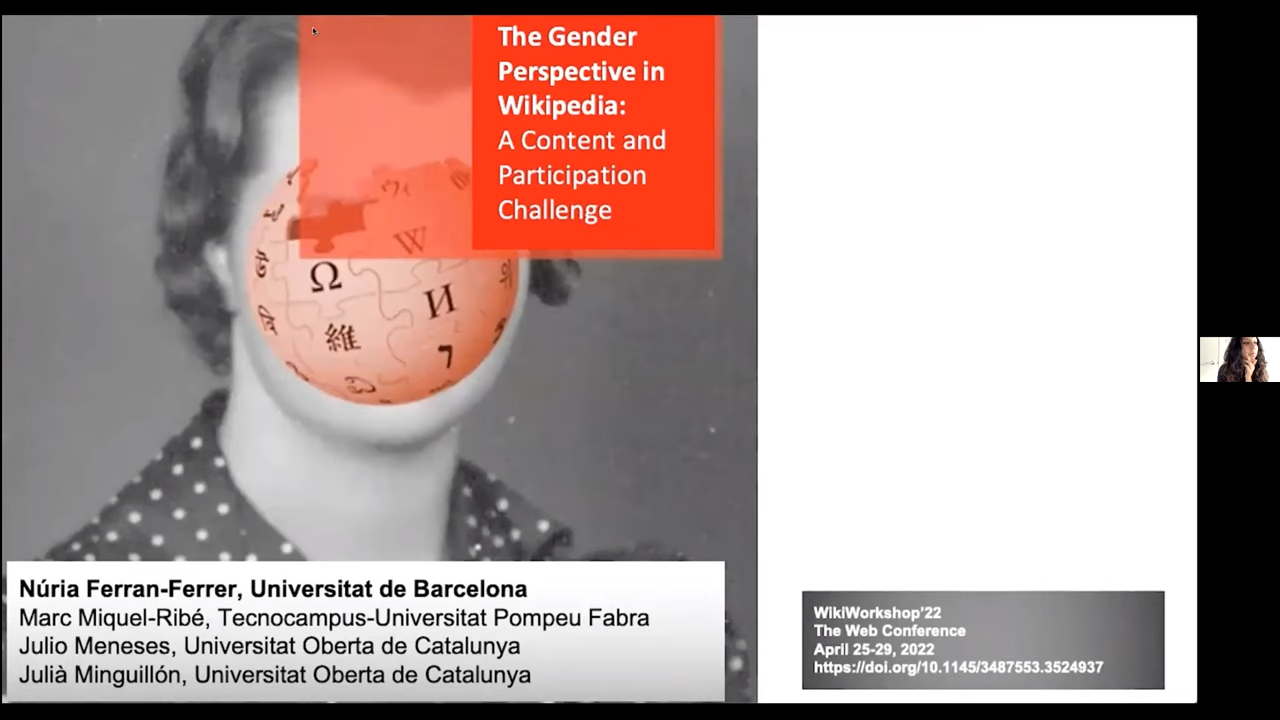 The Gender
Perspective in
Wikipedia:
A Content and
Participation
Challenge
W
Ω
И
維
7
Núria Ferran-Ferrer, Universitat de Barcelona
Marc Miquel-Ribé, Tecnocampus-Universitat Pompeu Fabra
Julio Meneses, Universitat Oberta de Catalunya
Julià Minguillón, Universitat Oberta de Catalunya
WikiWorkshop'22
The Web Conference
April 25-29, 2022
https://doi.org/10.1145/3487553.3524937